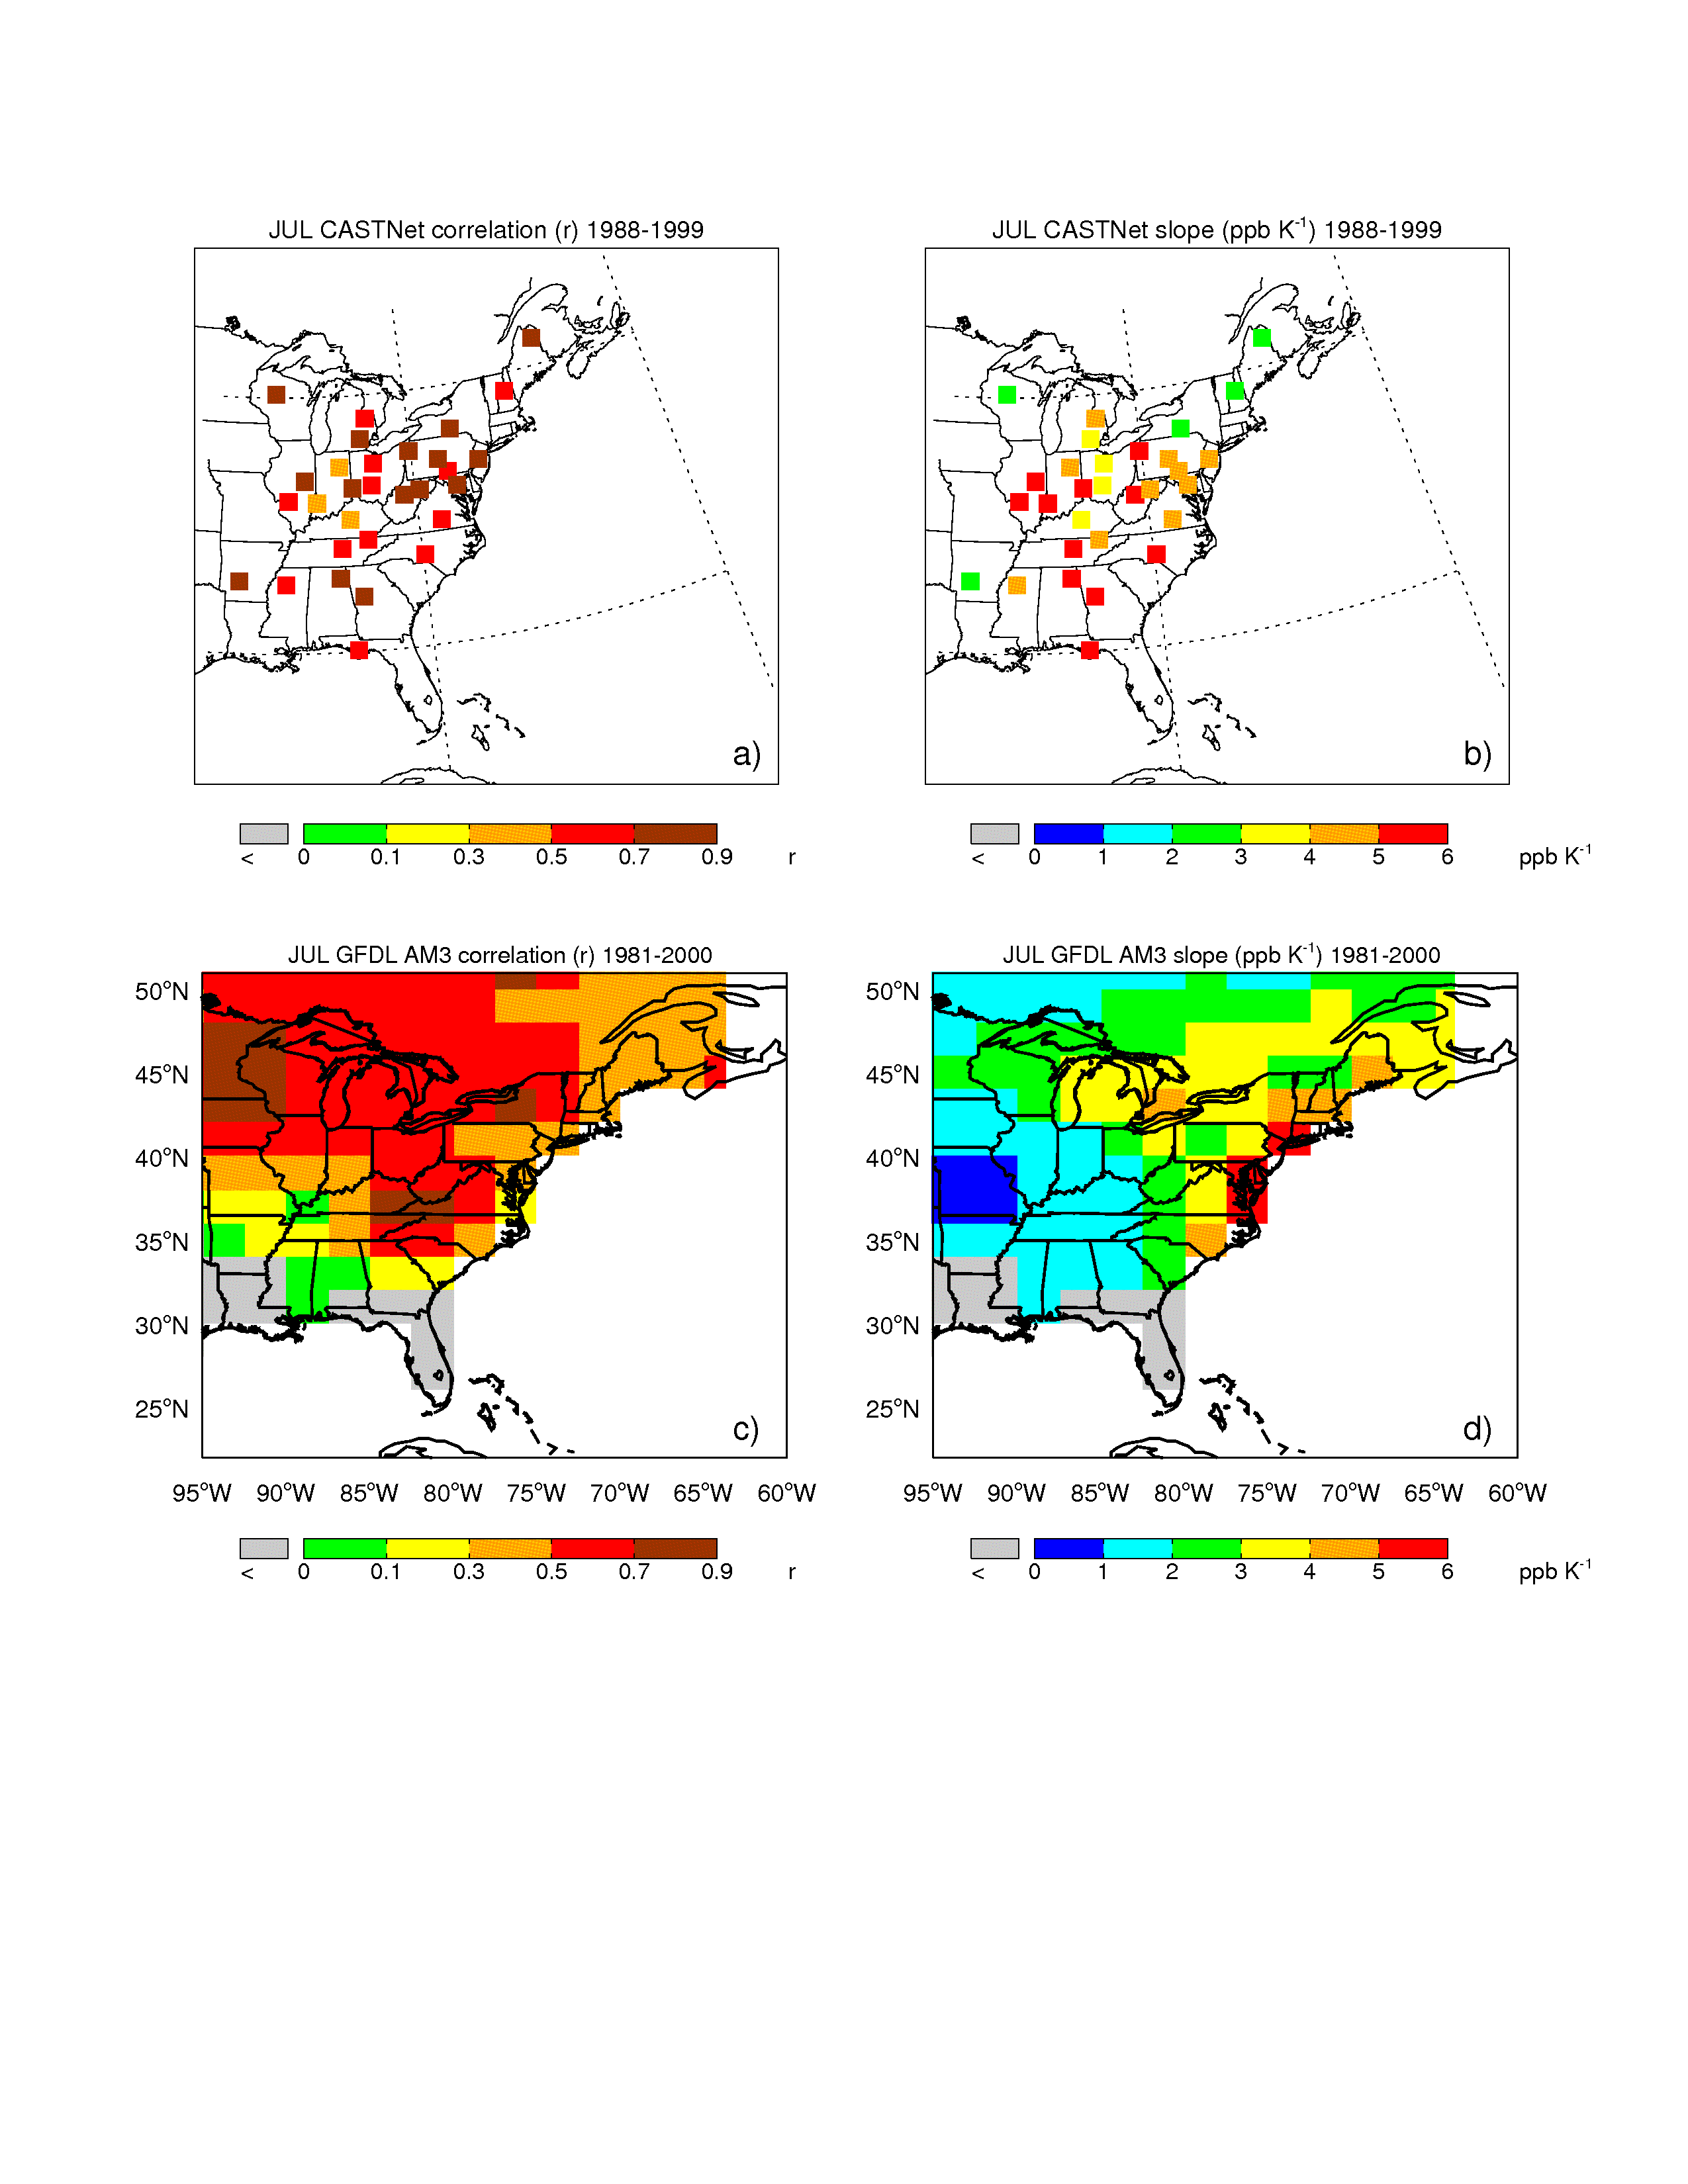 JUL CASTNet correlation (r) 1988-1999
JUL CASTNet slope (ppb K⁻¹) 1988-1999
a)
b)
< 0 0.1 0.3 0.5 0.7 0.9 r
< 0 1 2 3 4 5 6 ppb K⁻¹
JUL GFDL AM3 correlation (r) 1981-2000
JUL GFDL AM3 slope (ppb K⁻¹) 1981-2000
50°N
45°N
40°N
35°N
30°N
25°N
c)
95°W 90°W 85°W 80°W 75°W 70°W 65°W 60°W
50°N
45°N
40°N
35°N
30°N
25°N
d)
95°W 90°W 85°W 80°W 75°W 70°W 65°W 60°W
< 0 0.1 0.3 0.5 0.7 0.9 r
< 0 1 2 3 4 5 6 ppb K⁻¹